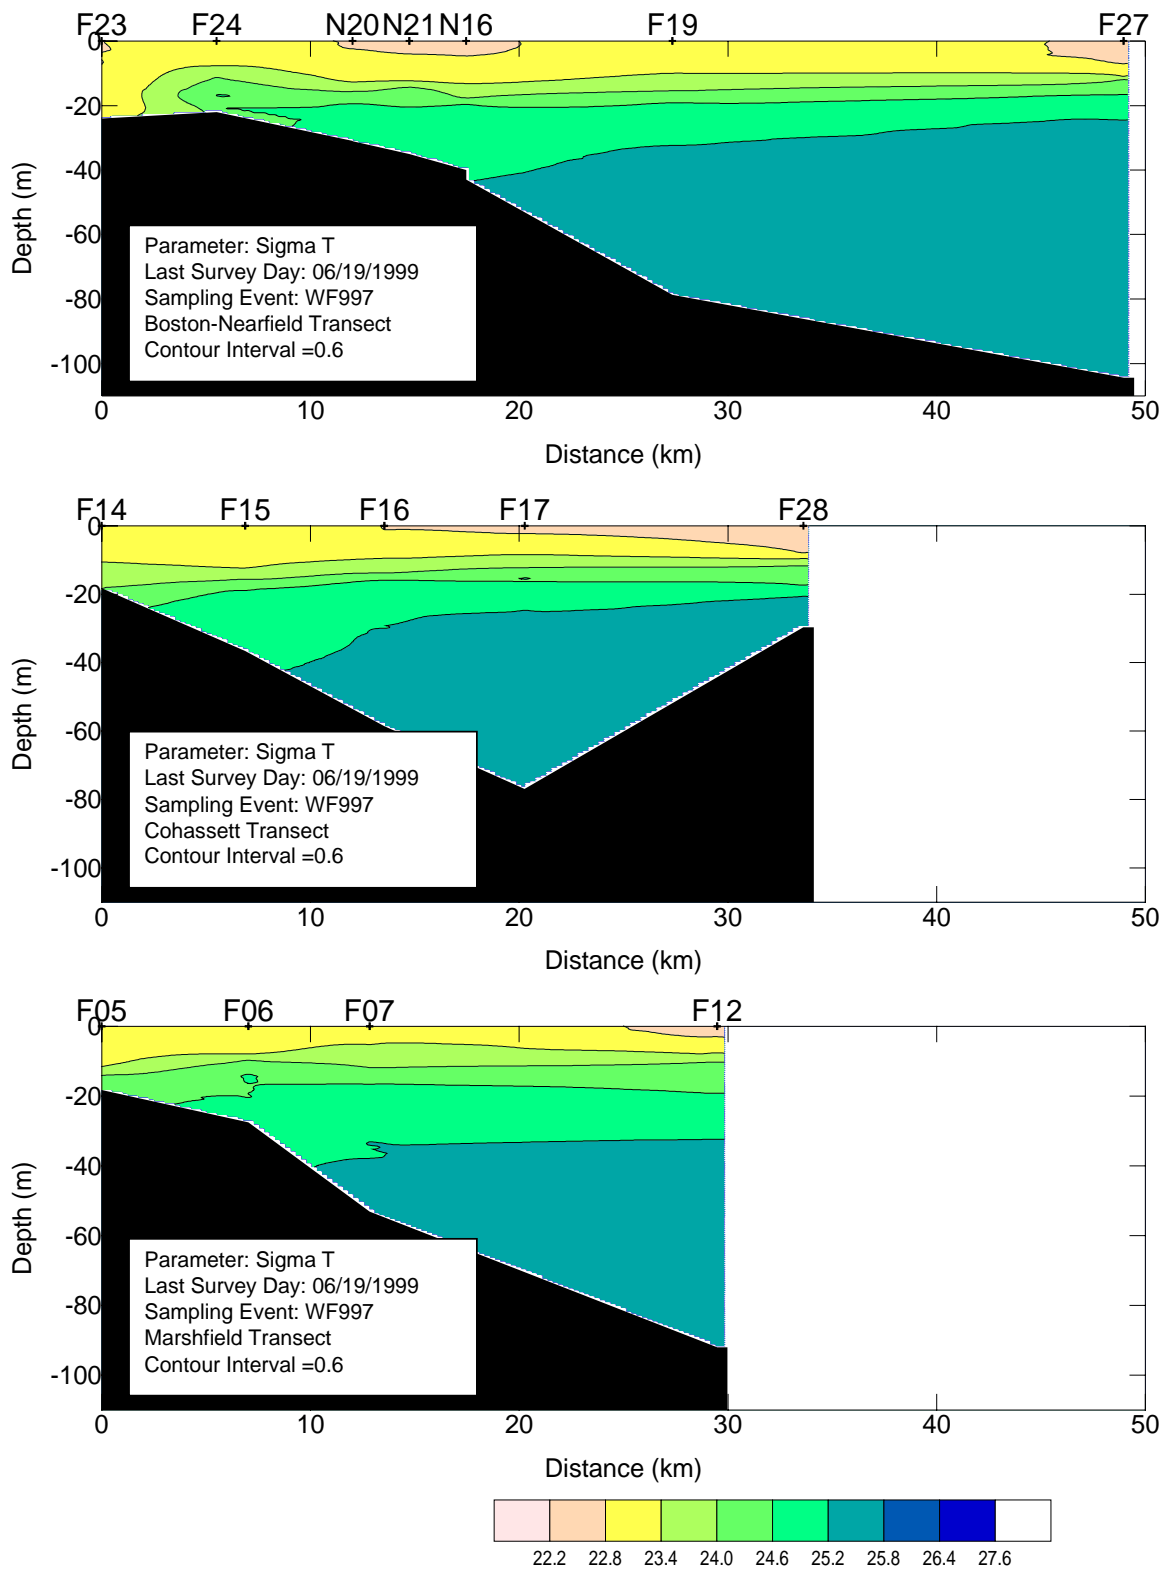 F23 F24 N20 N21 N16 F19 F27
0
-20
-40
-60
-80
-100
Depth (m)
Parameter: Sigma T
Last Survey Day: 06/19/1999
Sampling Event: WF997
Boston-Nearfield Transect
Contour Interval =0.6
0 10 20 30 40 50
Distance (km)
F14 F15 F16 F17 F28
0
-20
-40
-60
-80
-100
Depth (m)
Parameter: Sigma T
Last Survey Day: 06/19/1999
Sampling Event: WF997
Cohassett Transect
Contour Interval =0.6
0 10 20 30 40 50
Distance (km)
F05 F06 F07 F12
0
-20
-40
-60
-80
-100
Depth (m)
Parameter: Sigma T
Last Survey Day: 06/19/1999
Sampling Event: WF997
Marshfield Transect
Contour Interval =0.6
0 10 20 30 40 50
Distance (km)
22.2 22.8 23.4 24.0 24.6 25.2 25.8 26.4 27.6